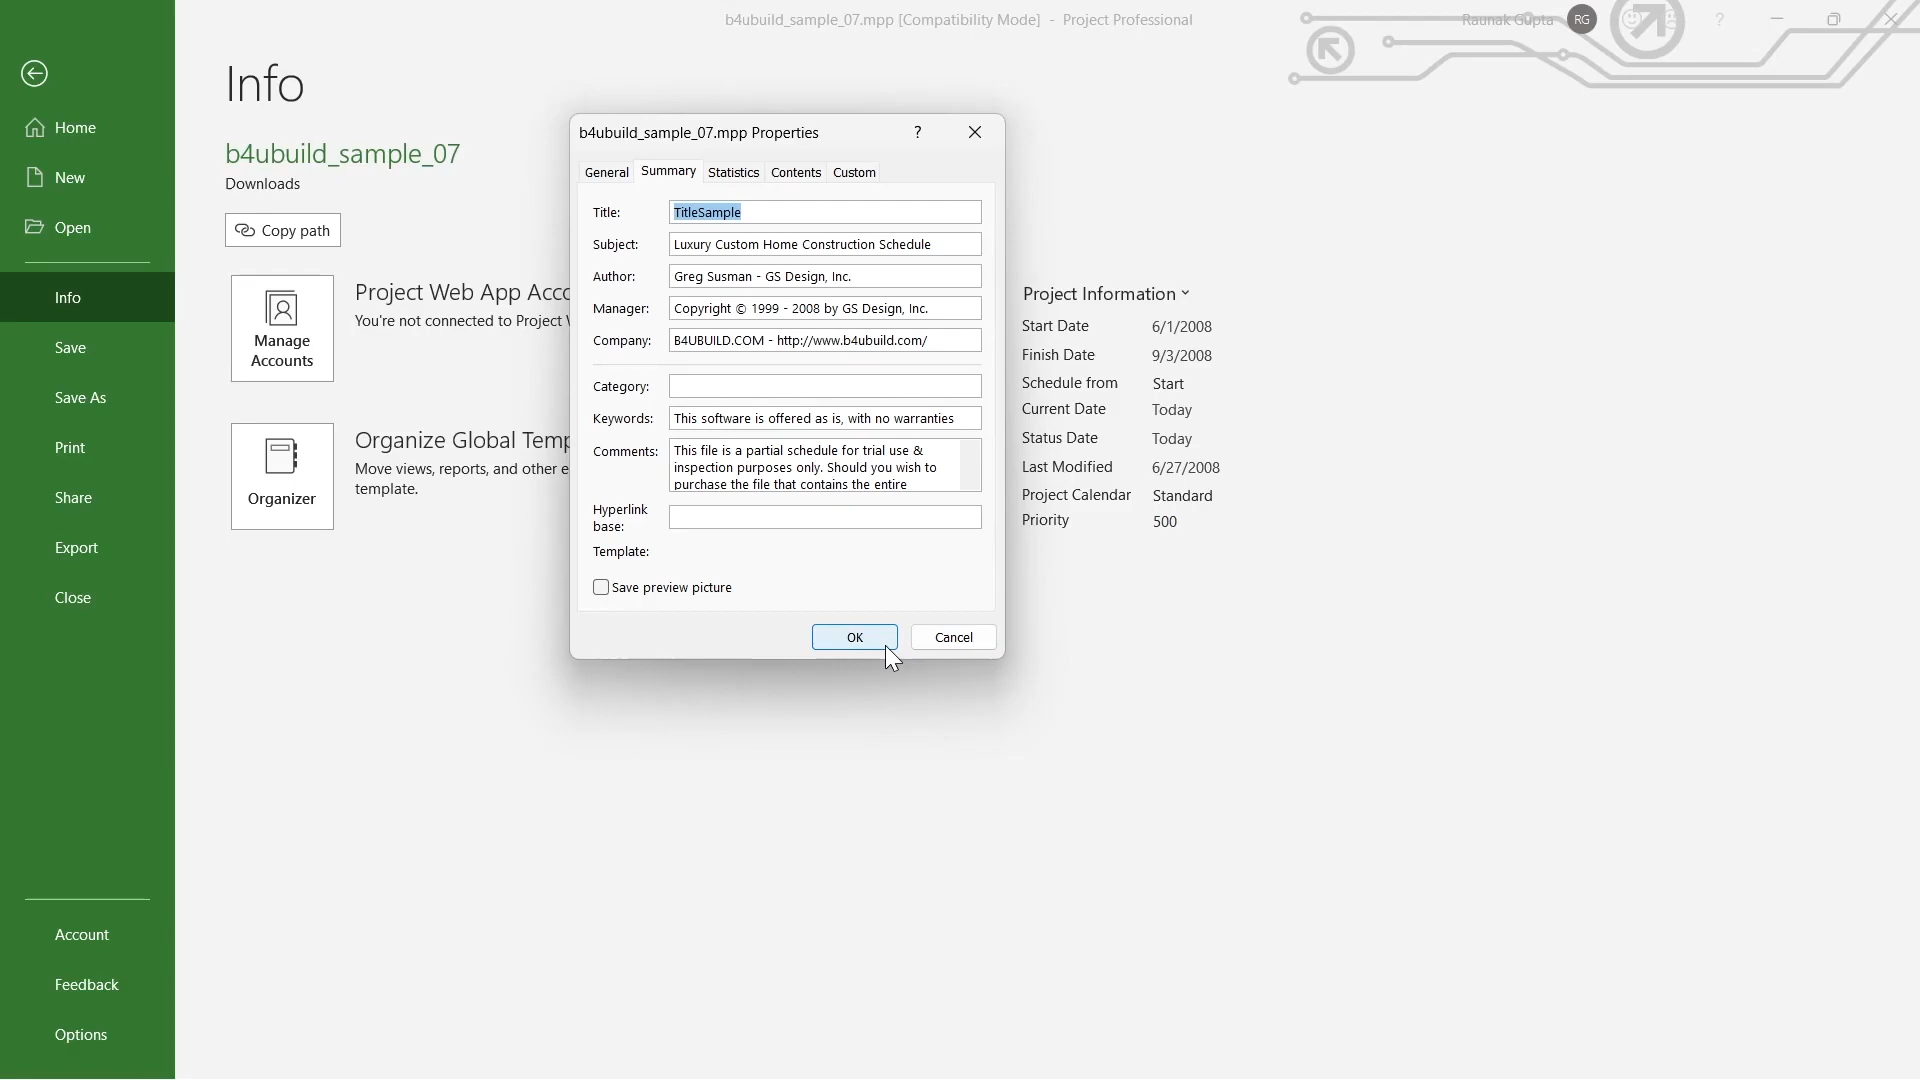 b4ubuild_sample_07.mpp [Compatibility Mode] - Project Professional
Raunak Gupta
RG
?
Info
Home
New
Open
Info
Save
Save As
Print
Share
Export
Close
Account
Feedback
Options
b4ubuild_sample_07
Downloads
Copy path
Manage
Accounts
Project Web App Acco
You're not connected to Project W
Organizer
Organize Global Temp
Move views, reports, and other e
template.
b4ubuild_sample_07.mpp Properties
?
General Summary Statistics Contents Custom
Title: TitleSample
Subject: Luxury Custom Home Construction Schedule
Author: Greg Susman - GS Design, Inc.
Manager: Copyright © 1999 - 2008 by GS Design, Inc.
Company: B4UBUILD.COM - http://www.b4ubuild.com/
Category:
Keywords: This software is offered as is, with no warranties
Comments: This file is a partial schedule for trial use &
inspection purposes only. Should you wish to
purchase the file that contains the entire
Hyperlink
base:
Template:
Save preview picture
OK Cancel
Project Information
Start Date 6/1/2008
Finish Date 9/3/2008
Schedule from Start
Current Date Today
Status Date Today
Last Modified 6/27/2008
Project Calendar Standard
Priority 500